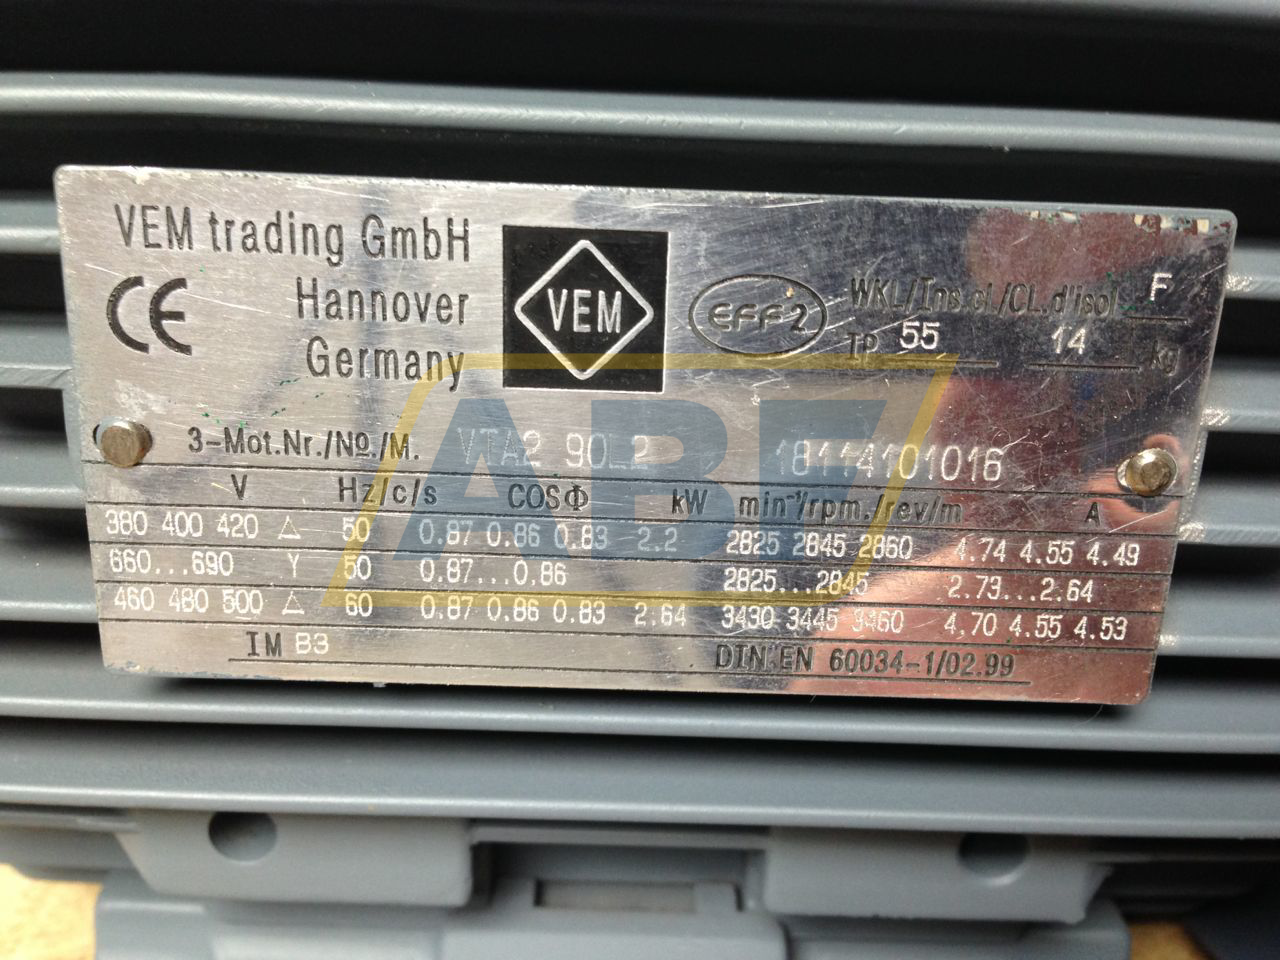 VEM trading GmbH
Hannover
Germany
CE
VEM
EFF2
WKL/Ins.cl/CL.d'isol F
IP 55 14 kg
3-Mot.Nr./№/M. VTA2 90L2 18114101016
V Hz/c/s COSΦ kW min⁻¹/rpm./rev/m A
380 400 420 △ 50 0.87 0.86 0.83 2.2 2825 2845 2860 4.74 4.55 4.49
660...690 Y 50 0.87...0.86 2825...2845 2.73...2.64
460 480 500 △ 60 0.87 0.86 0.83 2.64 3430 3445 3460 4.70 4.55 4.53
IM B3
DIN EN 60034-1/02.99
ABF